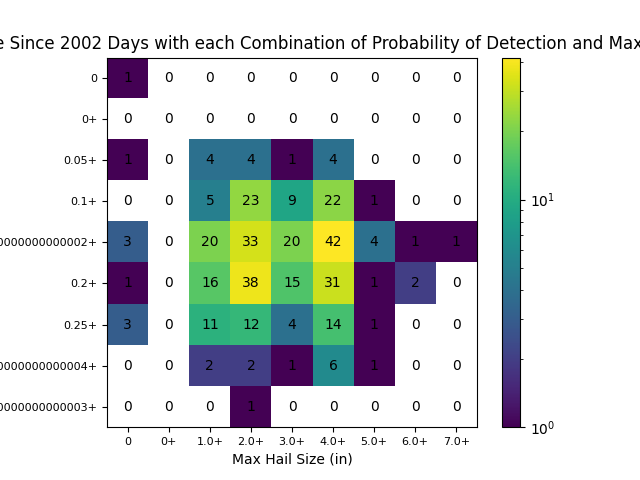 e Since 2002 Days with each Combination of Probability of Detection and Max
0 1 0 0 0 0 0 0 0 0
0+ 0 0 0 0 0 0 0 0 0
0.05+ 1 0 4 4 1 4 0 0 0
0.1+ 0 0 5 23 9 22 1 0 0
0000000000002+ 3 0 20 33 20 42 4 1 1
0.2+ 1 0 16 38 15 31 1 2 0
0.25+ 3 0 11 12 4 14 1 0 0
0000000000004+ 0 0 2 2 1 6 1 0 0
0000000000003+ 0 0 0 1 0 0 0 0 0
0 0+ 1.0+ 2.0+ 3.0+ 4.0+ 5.0+ 6.0+ 7.0+
Max Hail Size (in)
10¹
10⁰